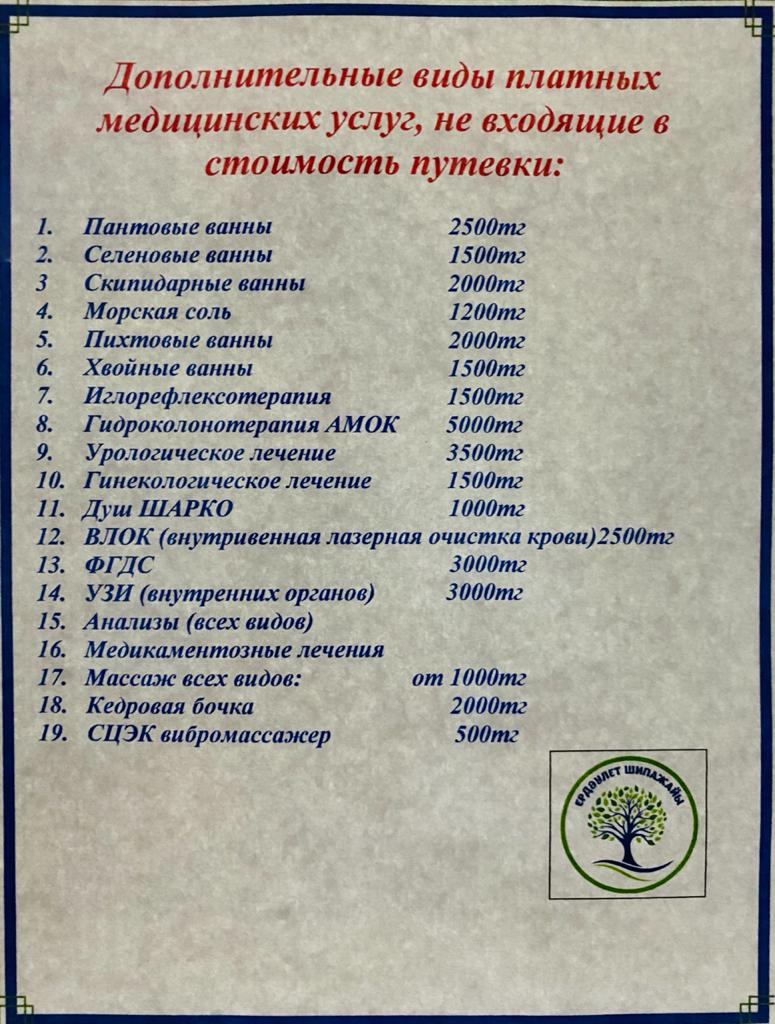 Дополнительные виды платных
медицинских услуг, не входящие в
стоимость путевки:
1. Пантовые ванны 2500тг
2. Селеновые ванны 1500тг
3 Скипидарные ванны 2000тг
4. Морская соль 1200тг
5. Пихтовые ванны 2000тг
6. Хвойные ванны 1500тг
7. Иглорефлексотерапия 1500тг
8. Гидроколонотерапия АМОК 5000тг
9. Урологическое лечение 3500тг
10. Гинекологическое лечение 1500тг
11. Душ ШАРКО 1000тг
12. ВЛОК (внутривенная лазерная очистка крови)2500тг
13. ФГДС 3000тг
14. УЗИ (внутренних органов) 3000тг
15. Анализы (всех видов)
16. Медикаментозные лечения
17. Массаж всех видов: от 1000тг
18. Кедровая бочка 2000тг
19. СЦЭК вибромассажер 500тг
ЕРДӘУЛЕТ ШИПАЖАЙЫ